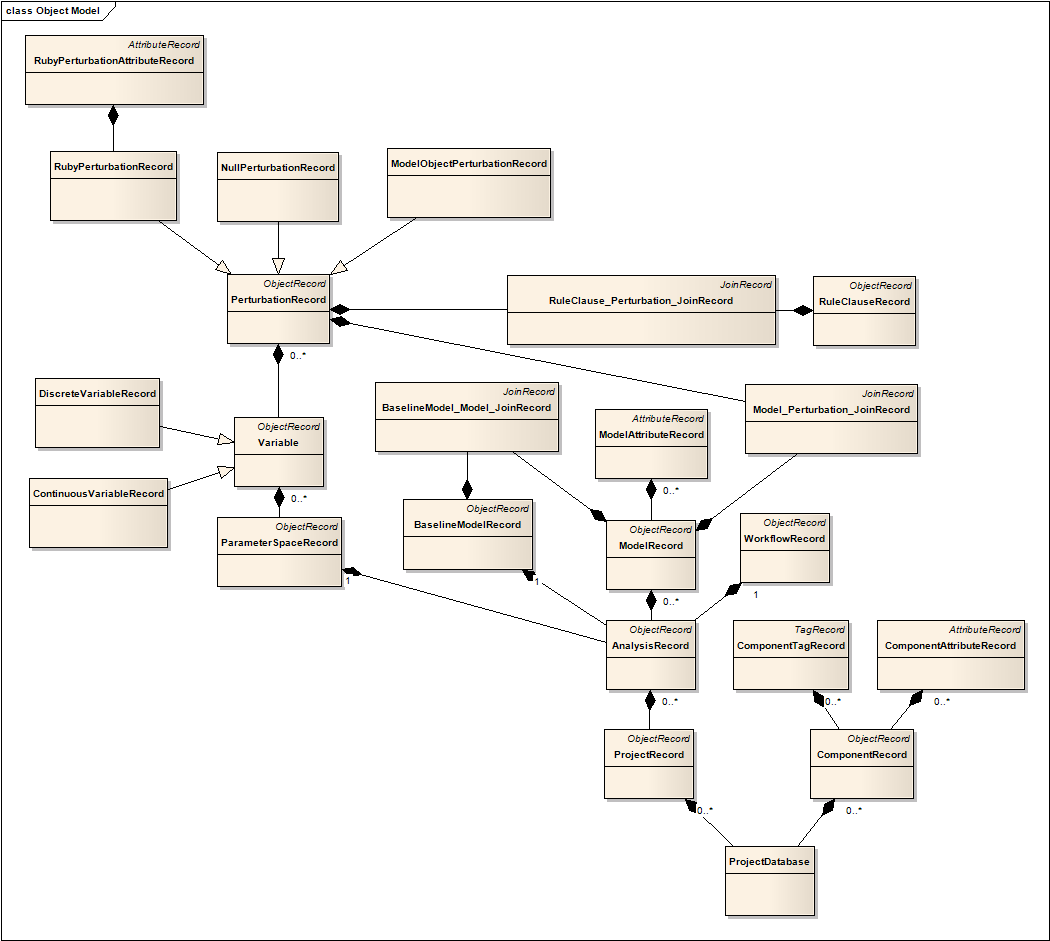 class Object Model
AttributeRecord
RubyPerturbationAttributeRecord
RubyPerturbationRecord
NullPerturbationRecord
ModelObjectPerturbationRecord
ObjectRecord
PerturbationRecord
JoinRecord
RuleClause_Perturbation_JoinRecord
ObjectRecord
RuleClauseRecord
0..*
DiscreteVariableRecord
JoinRecord
BaselineModel_Model_JoinRecord
JoinRecord
Model_Perturbation_JoinRecord
AttributeRecord
ModelAttributeRecord
ObjectRecord
Variable
ContinuousVariableRecord
0..*
0..*
ObjectRecord
BaselineModelRecord
ObjectRecord
ParameterSpaceRecord
ObjectRecord
ModelRecord
ObjectRecord
WorkflowRecord
1
1
0..*
1
ObjectRecord
AnalysisRecord
TagRecord
ComponentTagRecord
AttributeRecord
ComponentAttributeRecord
0..*
0..*
0..*
ObjectRecord
ProjectRecord
ObjectRecord
ComponentRecord
0..*
0..*
ProjectDatabase